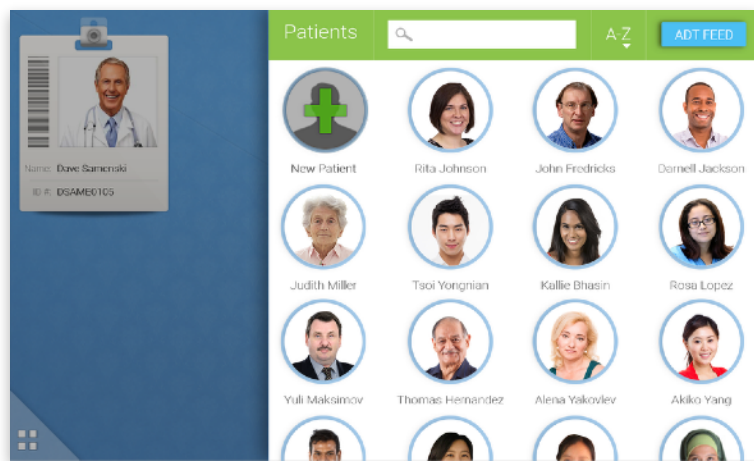 Patients
A-Z
ADT FEED
Name: Dave Samenski
ID #: DSAME0105
New Patient
Rita Johnson
John Fredricks
Darnell Jackson
Judith Miller
Tsoi Yongnian
Kallie Bhasin
Rosa Lopez
Yuli Maksimov
Thomas Hernandez
Alena Yakovlev
Akiko Yang